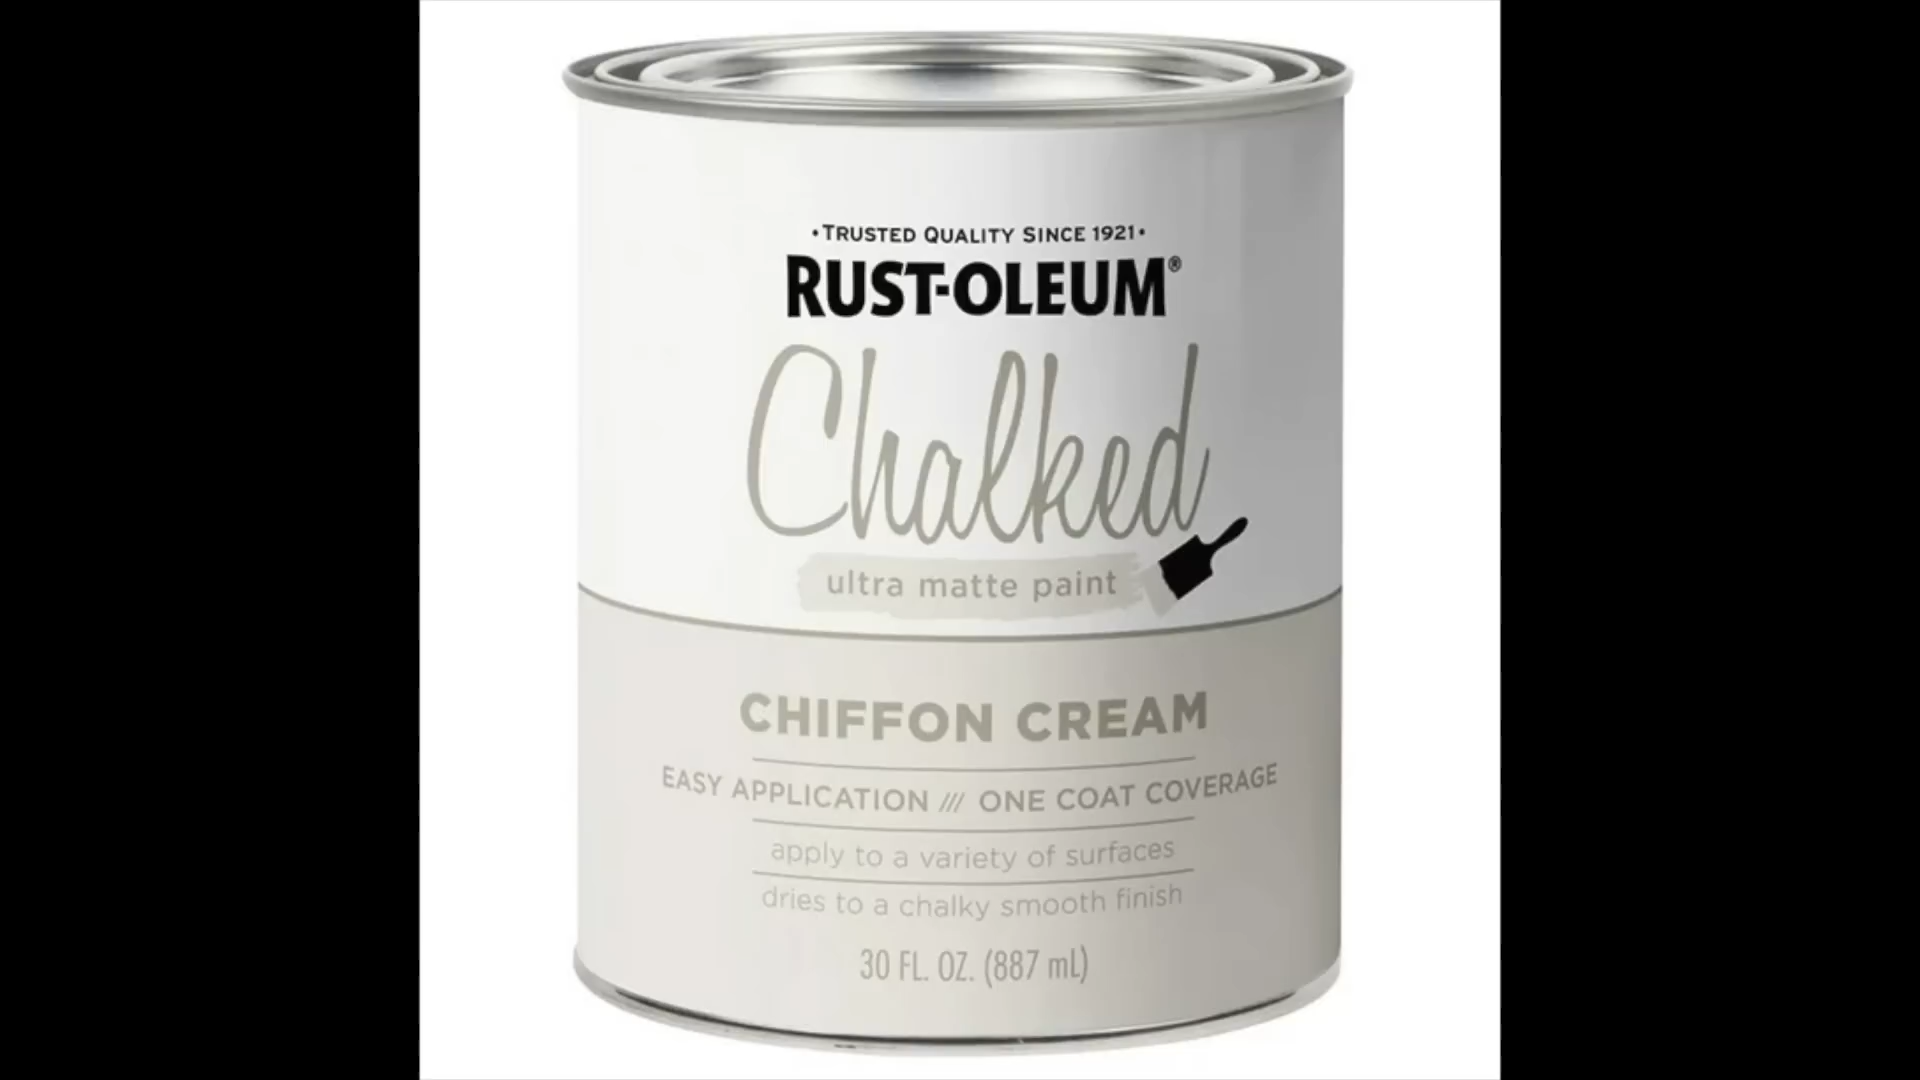 •TRUSTED QUALITY SINCE 1921•
RUST-OLEUM®
Chalked
ultra matte paint
CHIFFON CREAM
EASY APPLICATION /// ONE COAT COVERAGE
apply to a variety of surfaces
dries to a chalky smooth finish
30 FL. OZ. (887 mL)